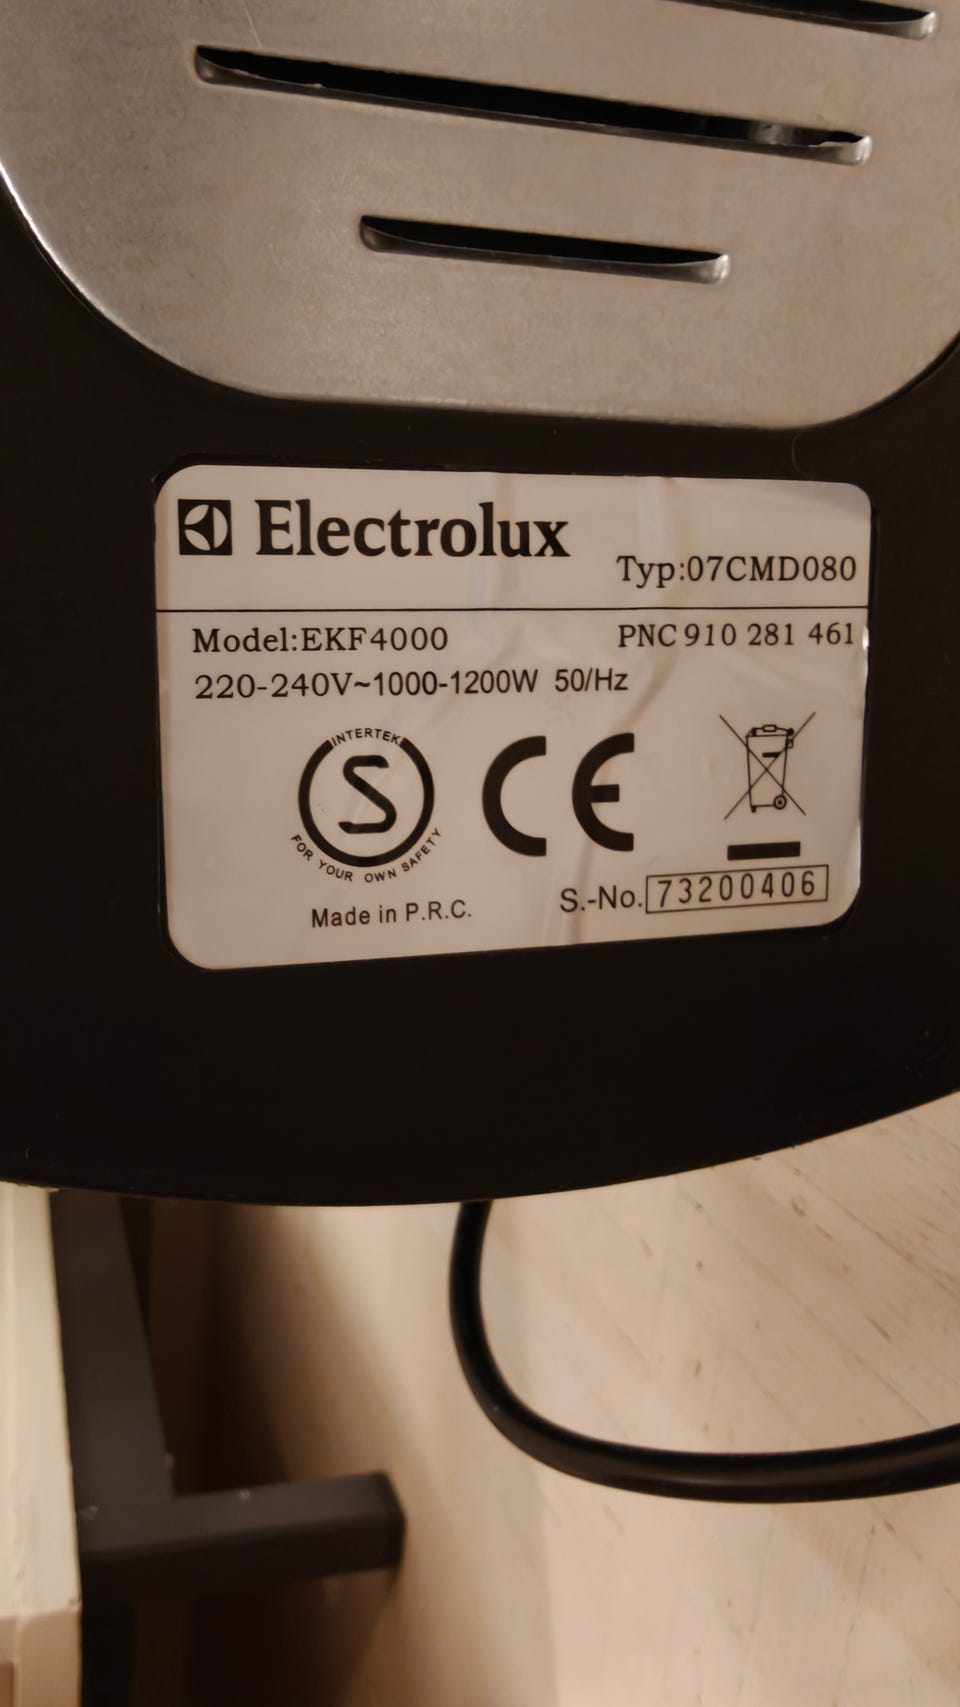 Electrolux
Typ:07CMD080
Model:EKF4000
PNC 910 281 461
220-240V~1000-1200W 50/Hz
INTERTEK
S
FOR YOUR OWN SAFETY
CE
Made in P.R.C.
S.-No. 73200406